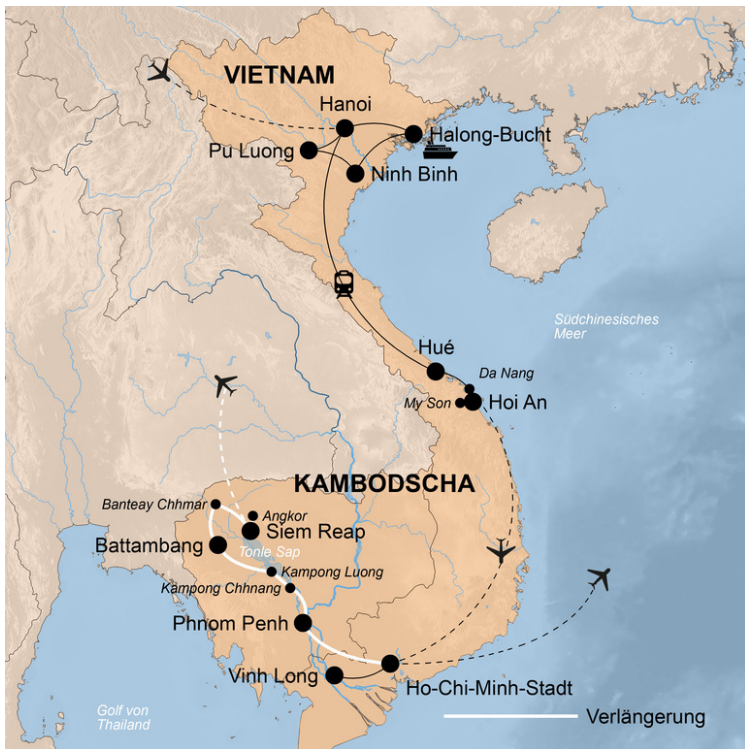 VIETNAM
Hanoi
Halong-Bucht
Pu Luong
Ninh Binh
Südchinesisches
Meer
Hué
Da Nang
My Son
Hoi An
KAMBODSCHA
Banteay Chhmar
Angkor
Siem Reap
Battambang
Tonle Sap
Kampong Luong
Kampong Chhnang
Phnom Penh
Vinh Long
Ho-Chi-Minh-Stadt
Golf von
Thailand
Verlängerung